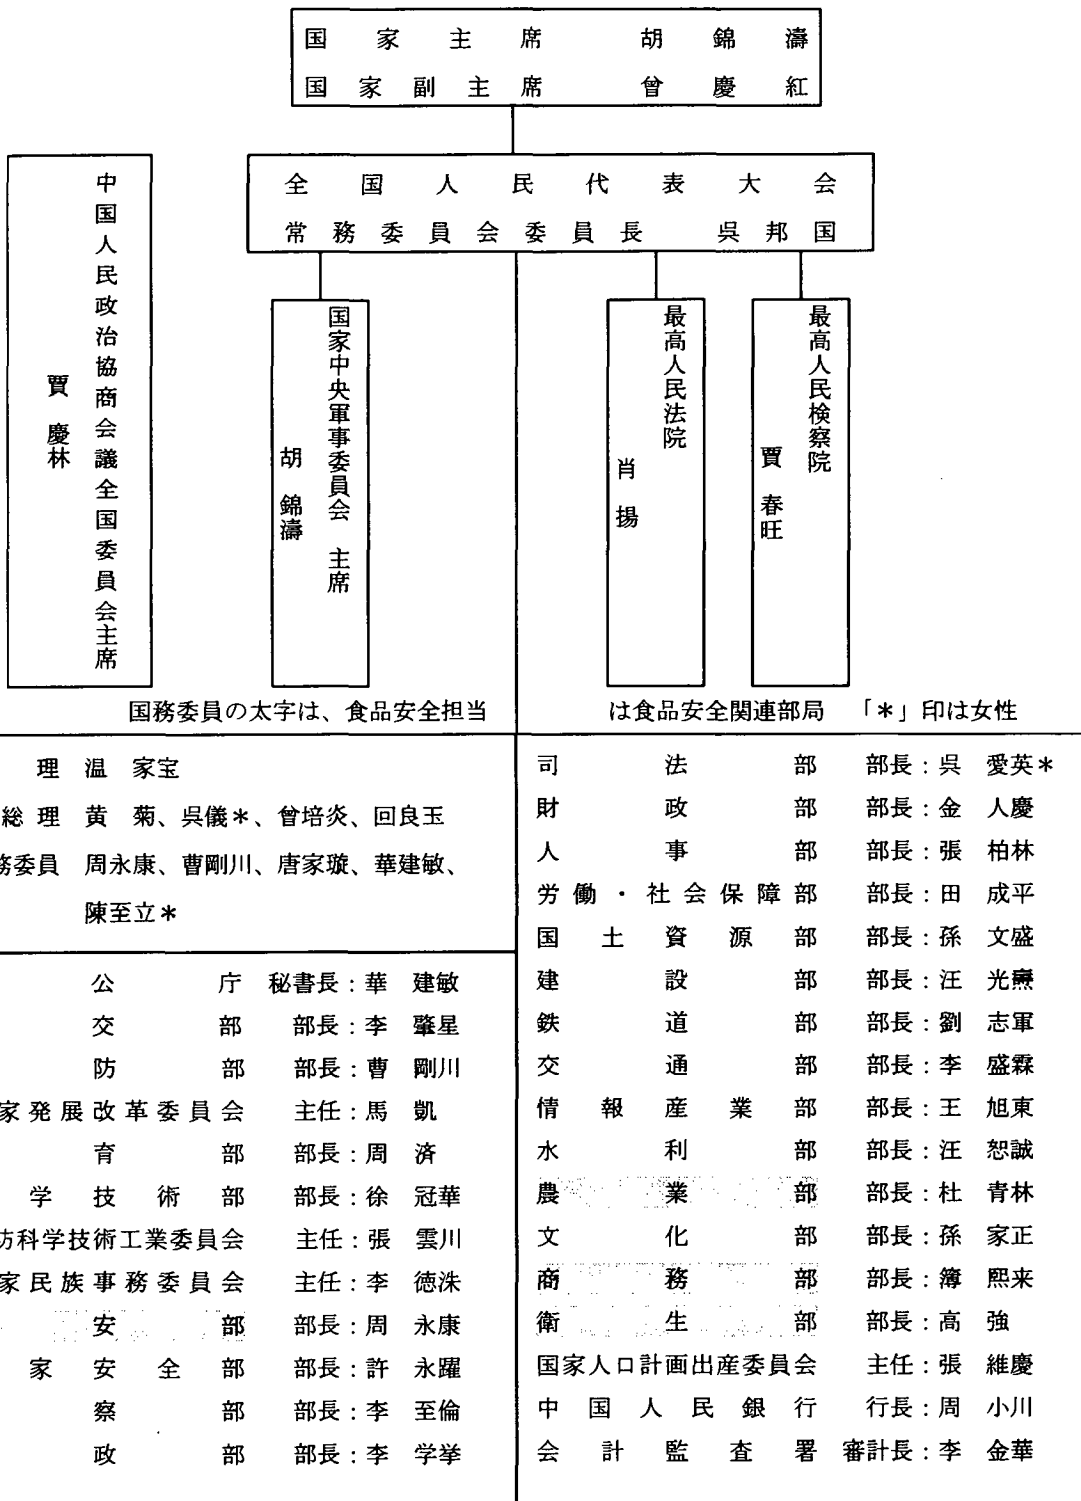 国家主席 胡錦濤
国家副主席 曾慶紅
全国人民代表大会
常務委員会委員長 呉邦国
中国人民政治協商会議全国委員会主席
賈 慶林
国家中央軍事委員会 主席
胡 錦濤
最高人民法院
肖 揚
最高人民検察院
賈 春旺
国務委員の太字は、食品安全担当
は食品安全関連部局 「*」印は女性
理 温 家宝
総理 黄 菊、呉儀*、曾培炎、回良玉
務委員 周永康、曹剛川、唐家璇、華建敏、
陳至立*
公庁 秘書長:華 建敏
交部 部長:李 肇星
防部 部長:曹 剛川
家発展改革委員会 主任:馬 凱
育部 部長:周 済
学技術部 部長:徐 冠華
防科学技術工業委員会 主任:張 雲川
家民族事務委員会 主任:李 徳洙
安部 部長:周 永康
家安全部 部長:許 永躍
察部 部長:李 至倫
政部 部長:李 学挙
司法部 部長:呉 愛英*
財政部 部長:金 人慶
人事部 部長:張 柏林
労働・社会保障部 部長:田 成平
国土資源部 部長:孫 文盛
建設部 部長:汪 光燾
鉄道部 部長:劉 志軍
交通部 部長:李 盛霖
情報産業部 部長:王 旭東
水利部 部長:汪 恕誠
農業部 部長:杜 青林
文化部 部長:孫 家正
商務部 部長:簿 熙来
衛生部 部長:高 強
国家人口計画出産委員会 主任:張 維慶
中国人民銀行 行長:周 小川
会計監査署 審計長:李 金華